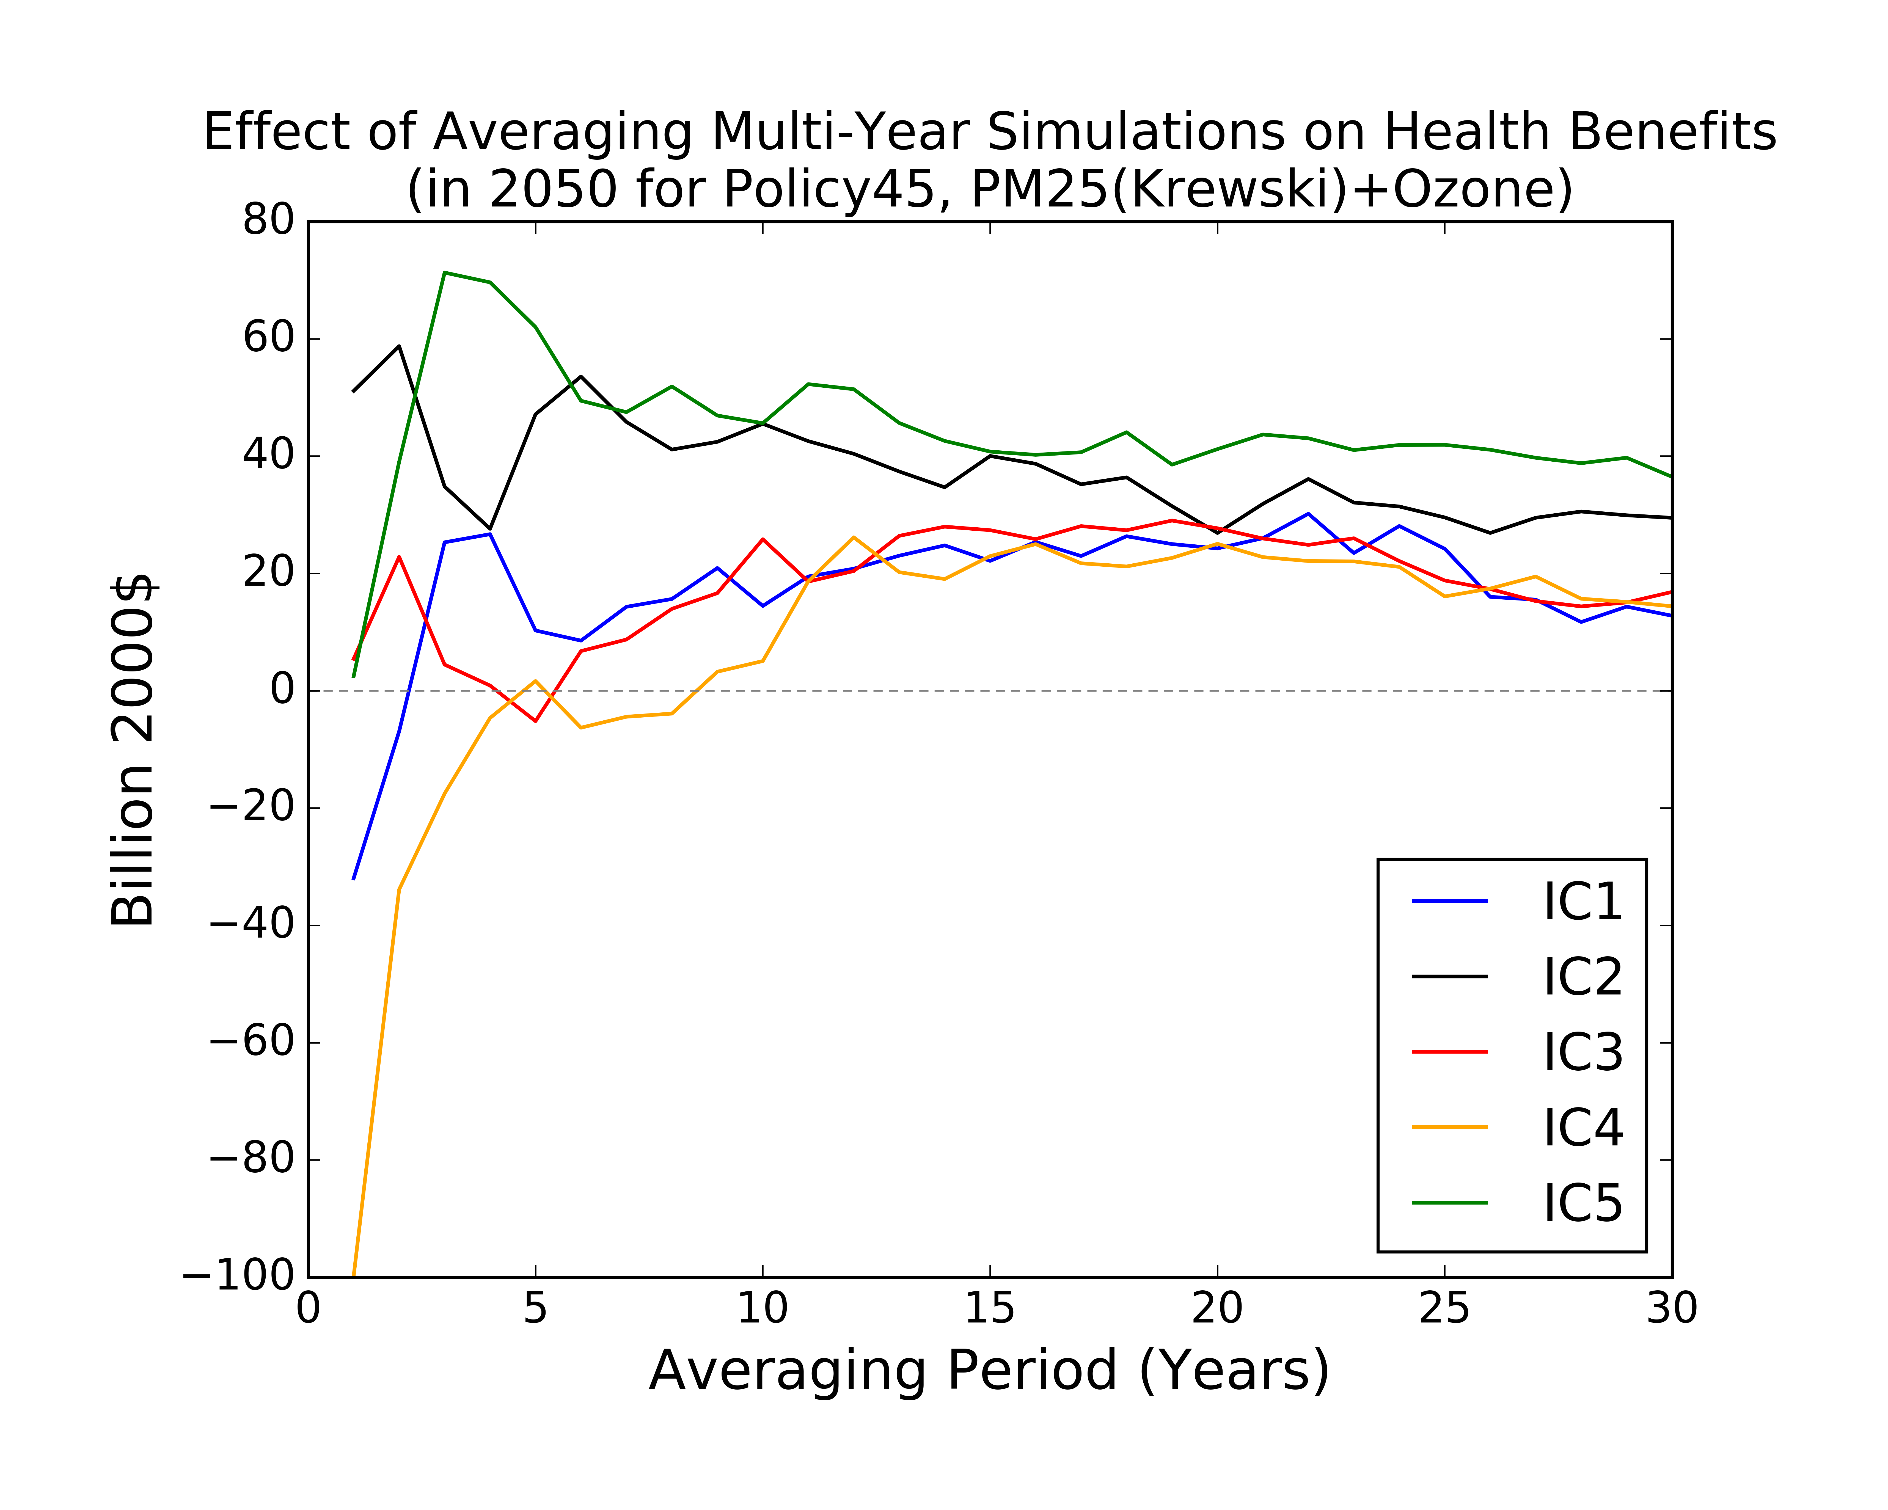 Effect of Averaging Multi-Year Simulations on Health Benefits
(in 2050 for Policy45, PM25(Krewski)+Ozone)
80
60
40
20
0
−20
−40
−60
−80
−100
Billion 2000$
0 5 10 15 20 25 30
Averaging Period (Years)
IC1
IC2
IC3
IC4
IC5